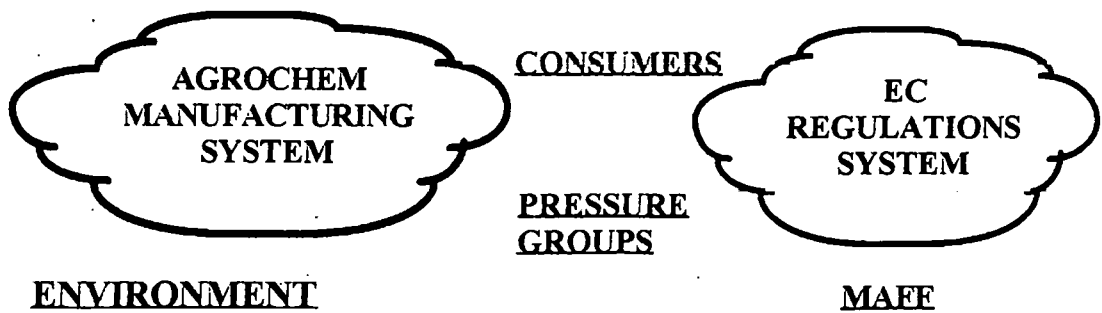 AGROCHEM
MANUFACTURING
SYSTEM
CONSUMERS
EC
REGULATIONS
SYSTEM
PRESSURE
GROUPS
ENVIRONMENT
MAFF